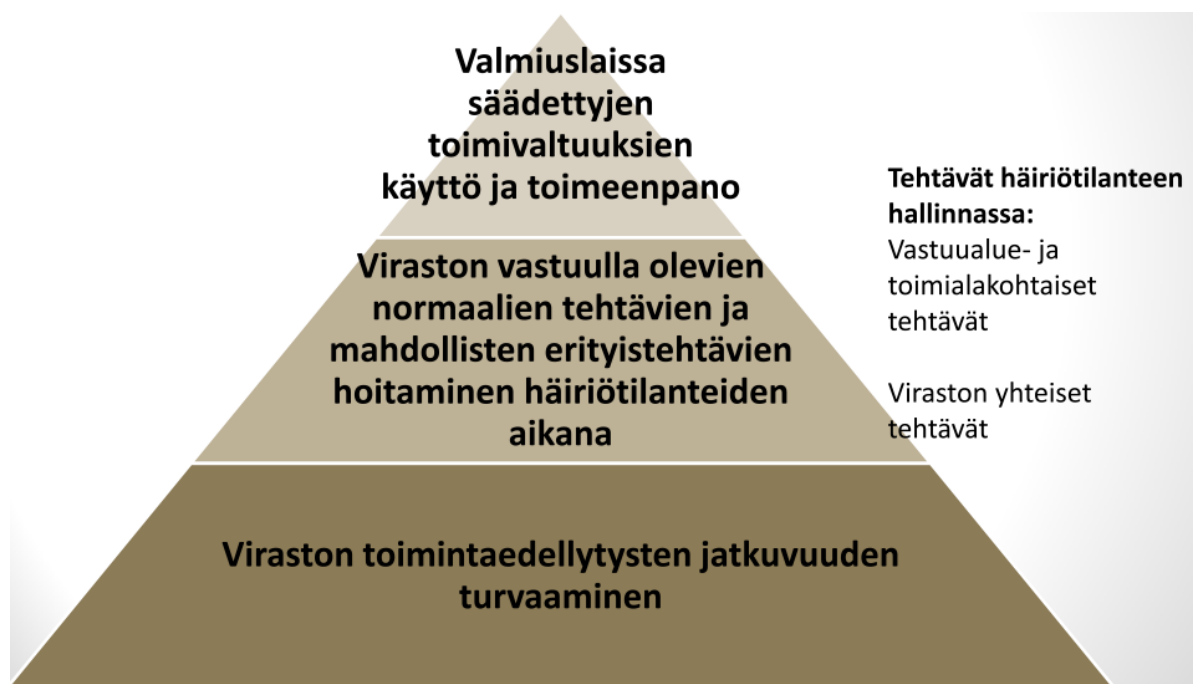 Valmiuslaissa
säädettyjen
toimivaltuuksien
käyttö ja toimeenpano
Viraston vastuulla olevien
normaalien tehtävien ja
mahdollisten erityistehtävien
hoitaminen häiriötilanteiden
aikana
Viraston toimintaedellytysten jatkuvuuden
turvaaminen
Tehtävät häiriötilanteen
hallinnassa:
Vastuualue- ja
toimialakohtaiset
tehtävät
Viraston yhteiset
tehtävät